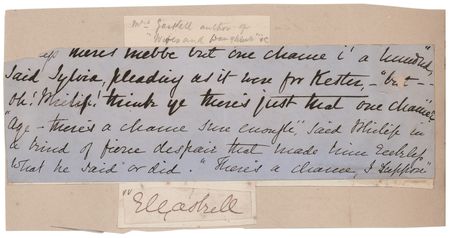 Mrs Gaskell author of
"Wives and Daughters" &c
there's mebbe but one chance i' a hundred,"
Said Sylvia, pleading as it were for Kester, – "but –
oh! Philip! think ye there's just that one chance?"
"Aye – there's a chance sure enough", said Philip in
a kind of fierce despair that made him reckless
What he said or did. "There's a chance, I suppose
E C Gaskell